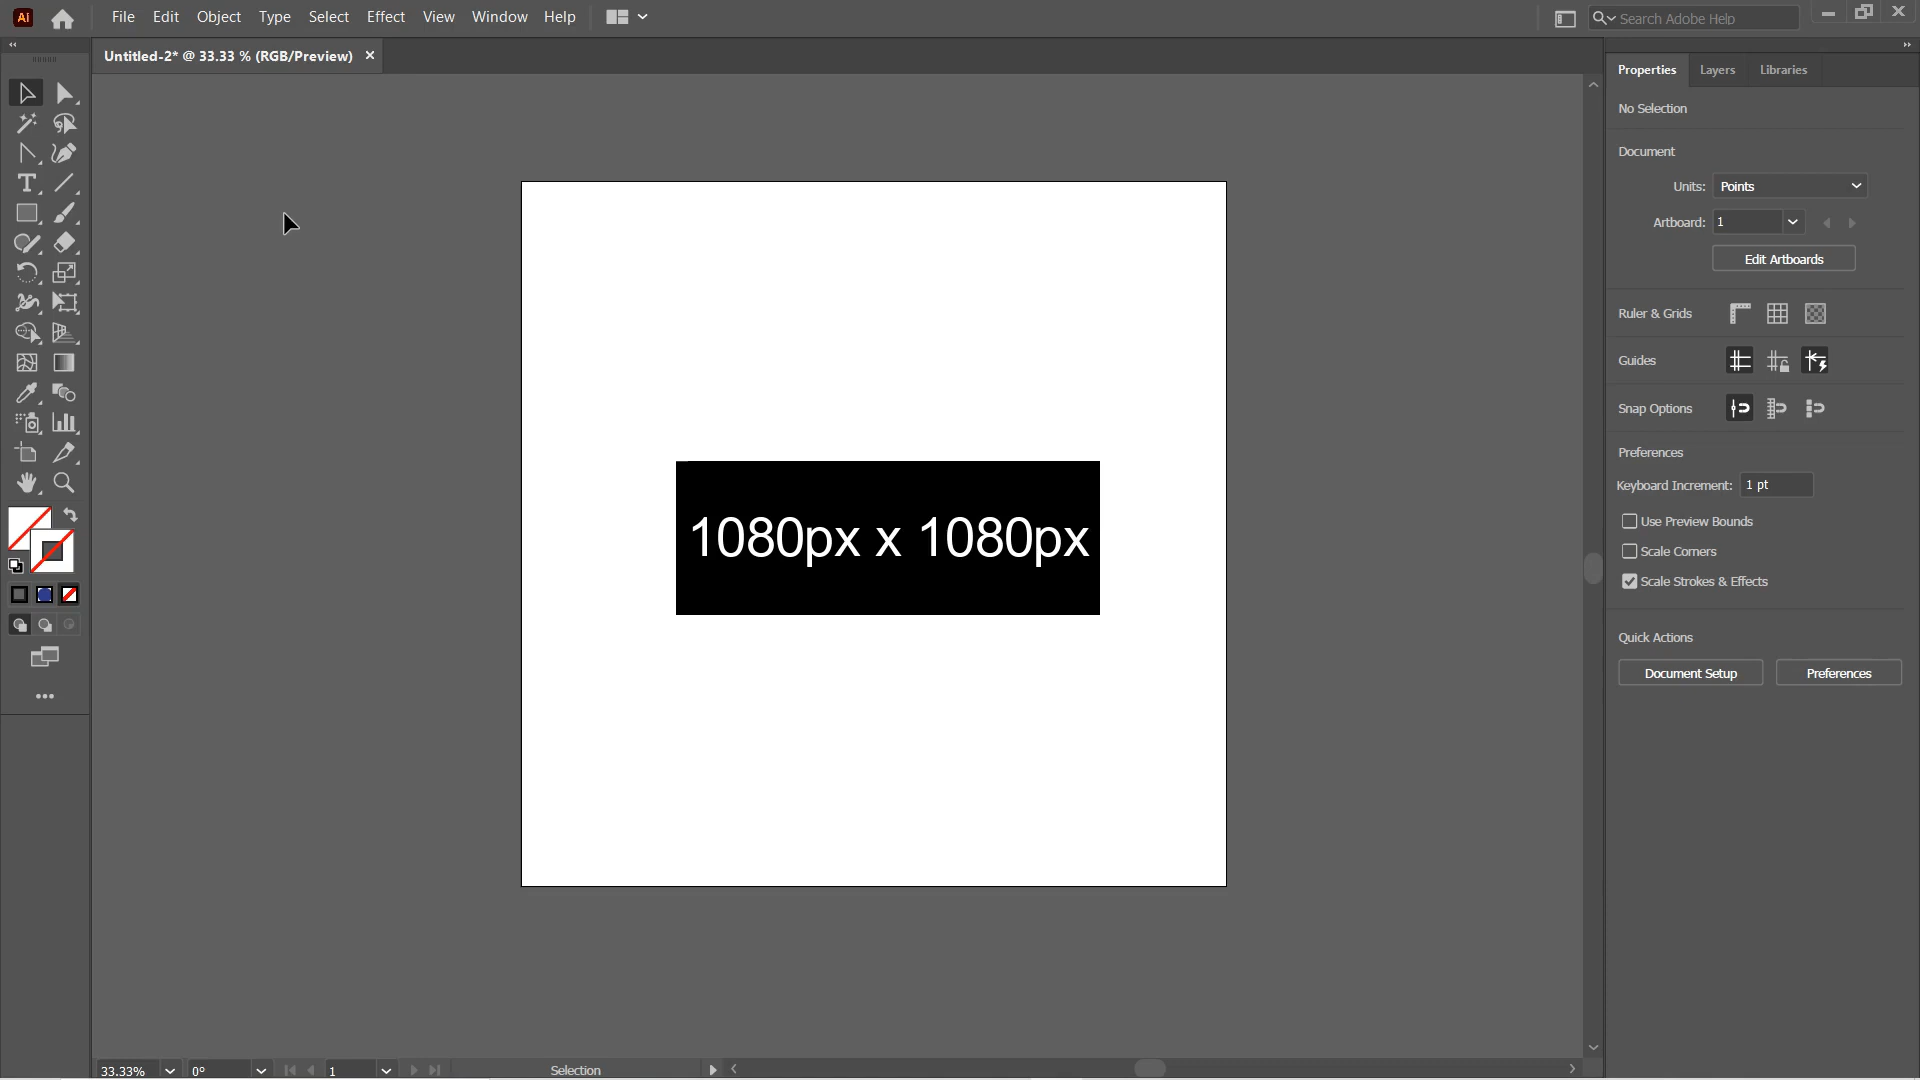 Ai File Edit Object Type Select Effect View Window Help Search Adobe Help
Untitled-2* @ 33.33 % (RGB/Preview)
Properties Layers Libraries
No Selection
Document
Units: Points
Artboard: 1
Edit Artboards
Ruler & Grids
Guides
Snap Options
Preferences
Keyboard Increment: 1 pt
Use Preview Bounds
Scale Corners
Scale Strokes & Effects
Quick Actions
Document Setup Preferences
1080px x 1080px
33.33% 0° 1 Selection